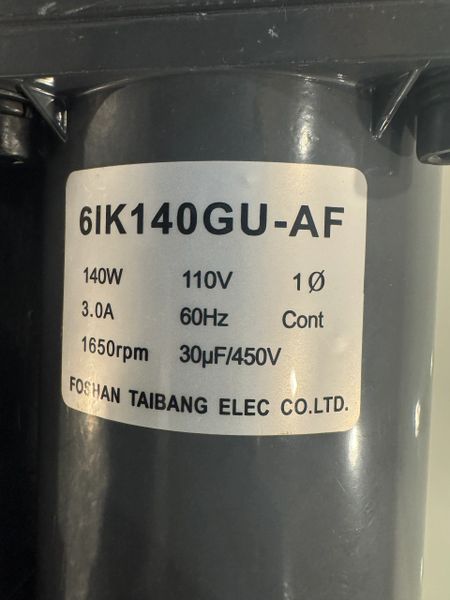 6IK140GU-AF
140W 110V 1Ø
3.0A 60Hz Cont
1650rpm 30µF/450V
FOSHAN TAIBANG ELEC CO.LTD.